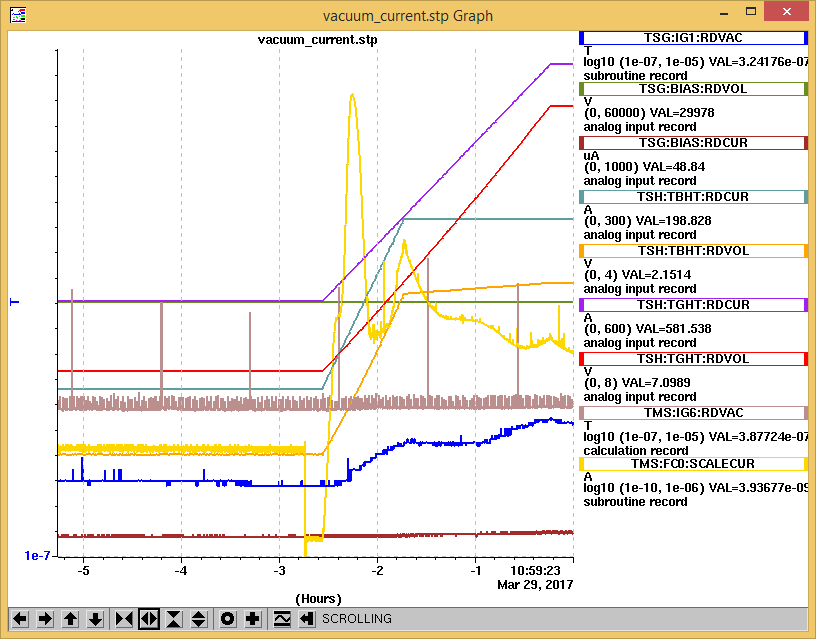 vacuum_current.stp Graph
vacuum_current.stp
T
1e-7
-5
-4
-3
-2
-1
10:59:23
Mar 29, 2017
(Hours)
TSG:IG1:RDVAC
T
log10 (1e-07, 1e-05) VAL=3.24176e-07
subroutine record
TSG:BIAS:RDVOL
V
(0, 60000) VAL=29978
analog input record
TSG:BIAS:RDCUR
uA
(0, 1000) VAL=48.84
analog input record
TSH:TBHT:RDCUR
A
(0, 300) VAL=198.828
analog input record
TSH:TBHT:RDVOL
V
(0, 4) VAL=2.1514
analog input record
TSH:TGHT:RDCUR
A
(0, 600) VAL=581.538
analog input record
TSH:TGHT:RDVOL
V
(0, 8) VAL=7.0989
analog input record
TMS:IG6:RDVAC
T
log10 (1e-07, 1e-05) VAL=3.87724e-07
calculation record
TMS:FC0:SCALECUR
A
log10 (1e-10, 1e-06) VAL=3.93677e-09
subroutine record
SCROLLING